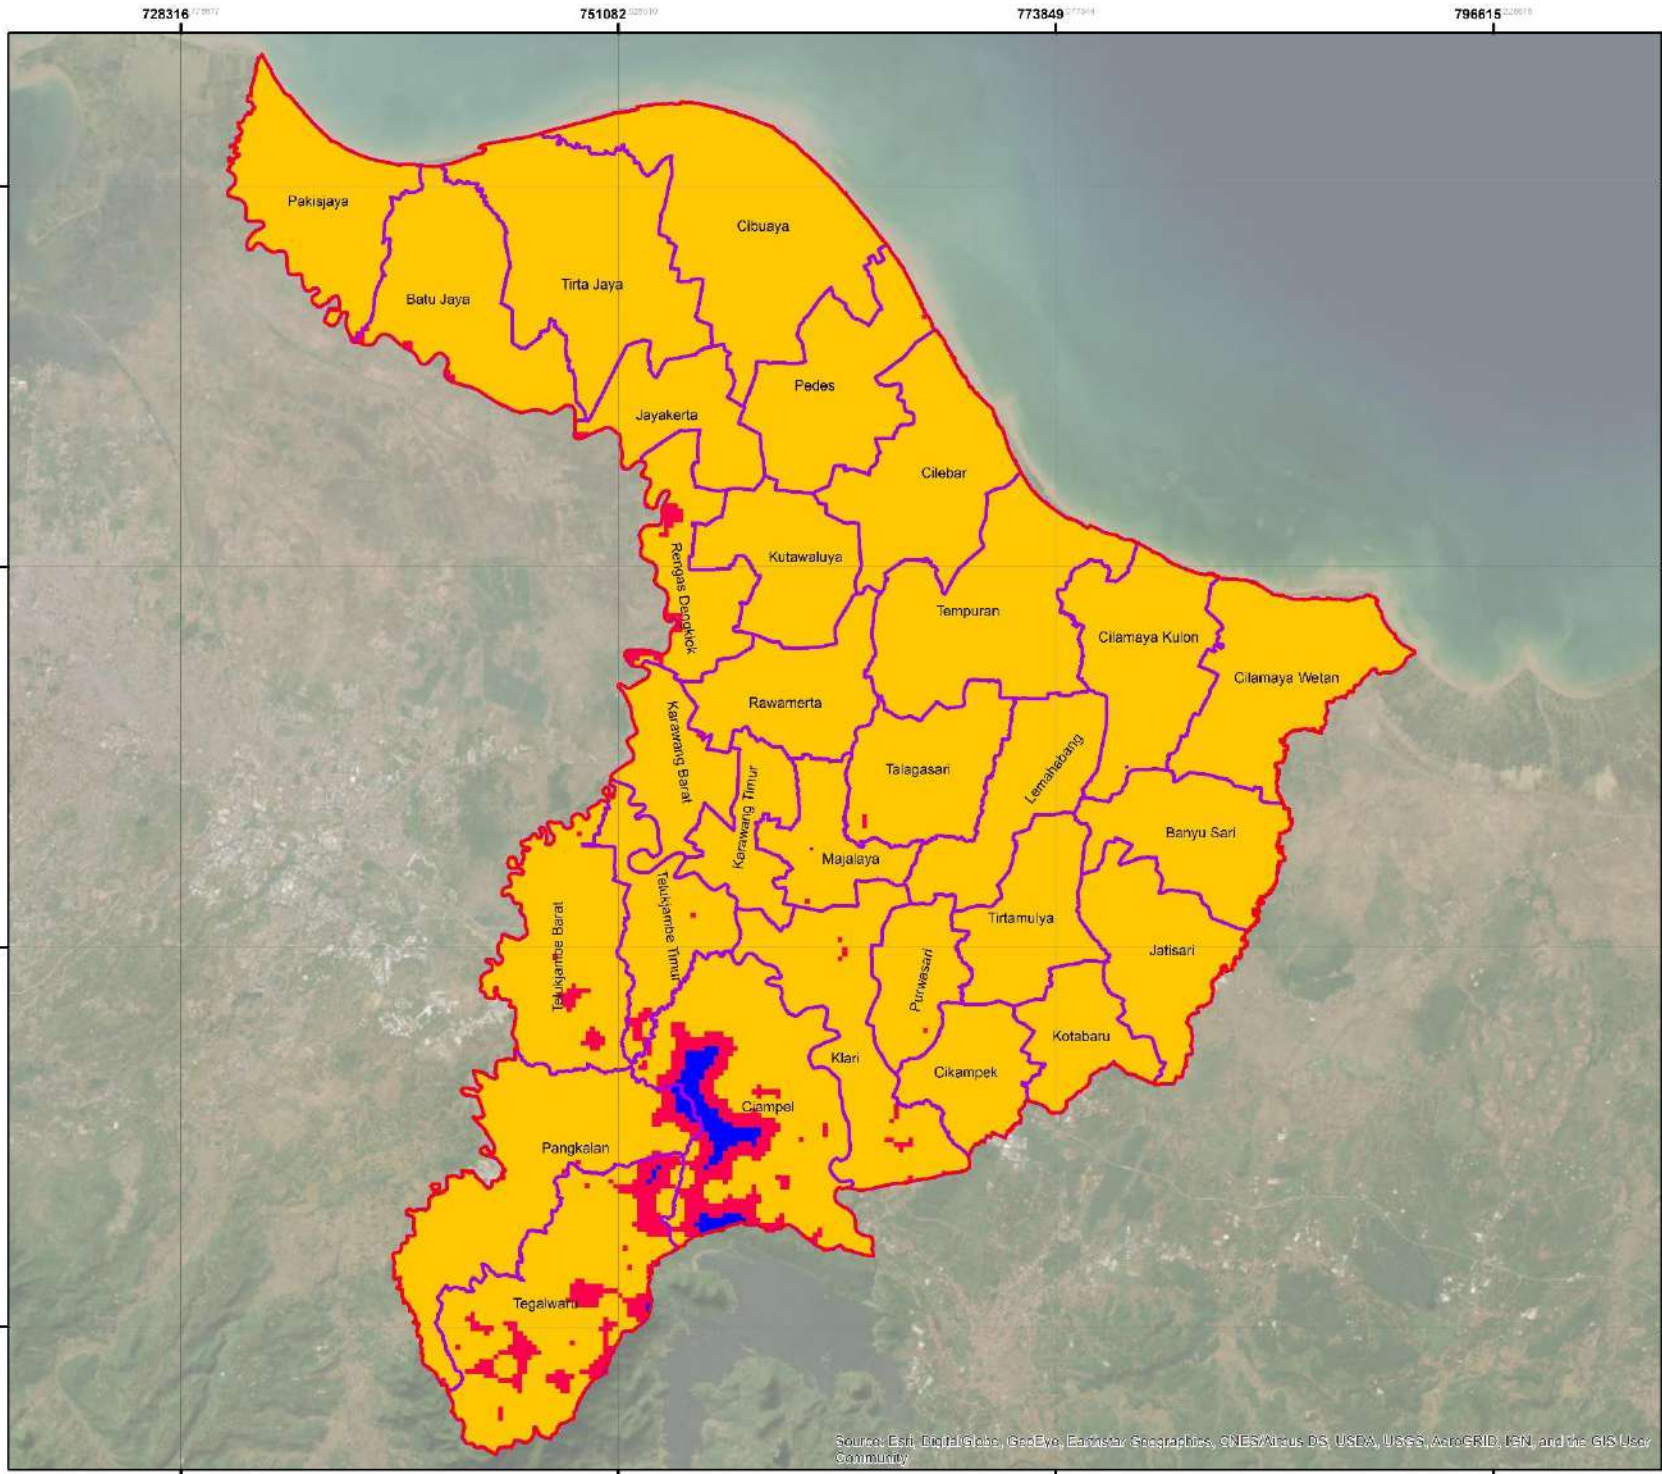 728316
751082
773849
796615
Pakisjaya
Cibuaya
Tirta Jaya
Batu Jaya
Pedes
Jayakerta
Cilebar
Kutawaluya
Rengas Dengklok
Tempuran
Cilamaya Kulon
Cilamaya Wetan
Rawamerta
Karawang Barat
Talagasari
Lemahabang
Karawang Timur
Banyu Sari
Majalaya
Telukjambe Barat
Telukjambe Timur
Tirtamulya
Jatisari
Purwasari
Kotabaru
Klari
Cikampek
Ciampel
Pangkalan
Tegalwaru
Source: Esri, DigitalGlobe, GeoEye, Earthstar Geographics, CNES/Airbus DS, USDA, USGS, AeroGRID, IGN, and the GIS User
Community